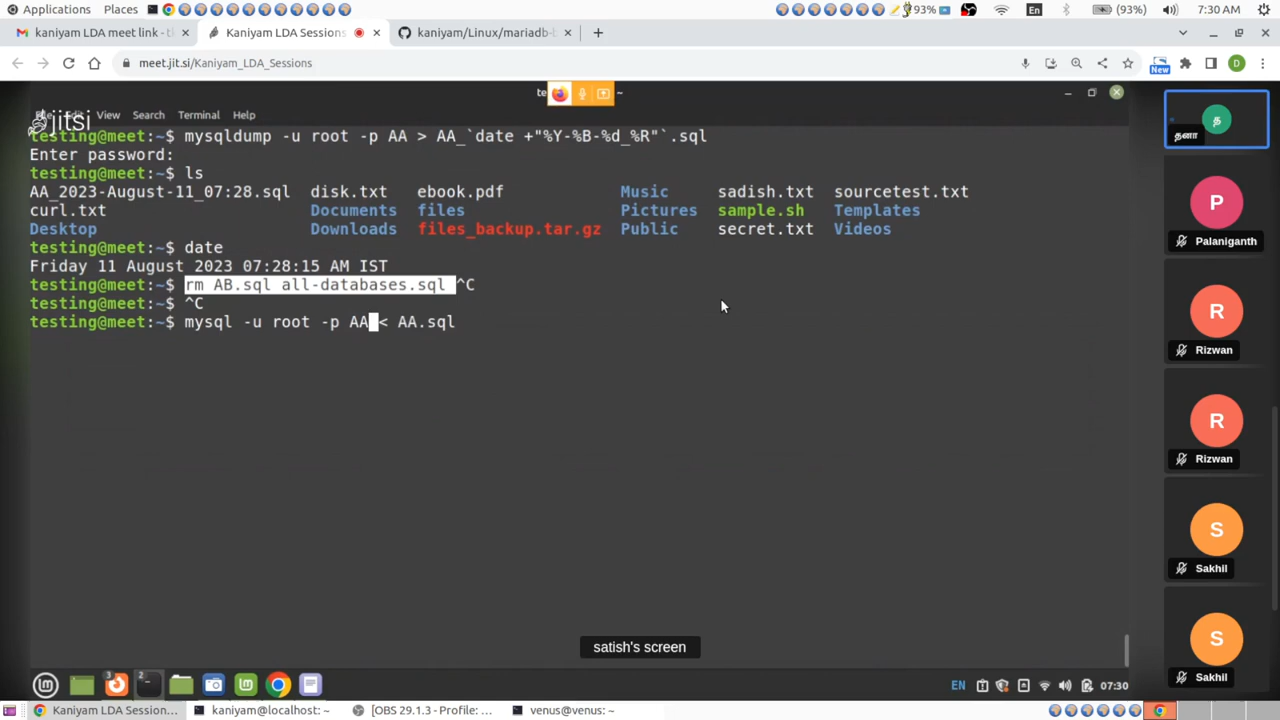 Applications Places 93% En (93%) 7:30 AM
kaniyam LDA meet link - t Kaniyam LDA Sessions kaniyam/Linux/mariadb-b
meet.jit.si/Kaniyam_LDA_Sessions New D
jitsi
View Search Terminal Help
testing@meet:~$ mysqldump -u root -p AA > AA_`date +"%Y-%B-%d_%R"`.sql
Enter password:
testing@meet:~$ ls
AA_2023-August-11_07:28.sql disk.txt ebook.pdf Music sadish.txt sourcetest.txt
curl.txt Documents files Pictures sample.sh Templates
Desktop Downloads files_backup.tar.gz Public secret.txt Videos
testing@meet:~$ date
Friday 11 August 2023 07:28:15 AM IST
testing@meet:~$ rm AB.sql all-databases.sql ^C
testing@meet:~$ ^C
testing@meet:~$ mysql -u root -p AA < AA.sql
த
தனா
P
Palaniganth
R
Rizwan
R
Rizwan
S
Sakhil
S
Sakhil
satish's screen
3 2 EN 07:30
Kaniyam LDA Session... kaniyam@localhost: ~ [OBS 29.1.3 - Profile: ... venus@venus: ~